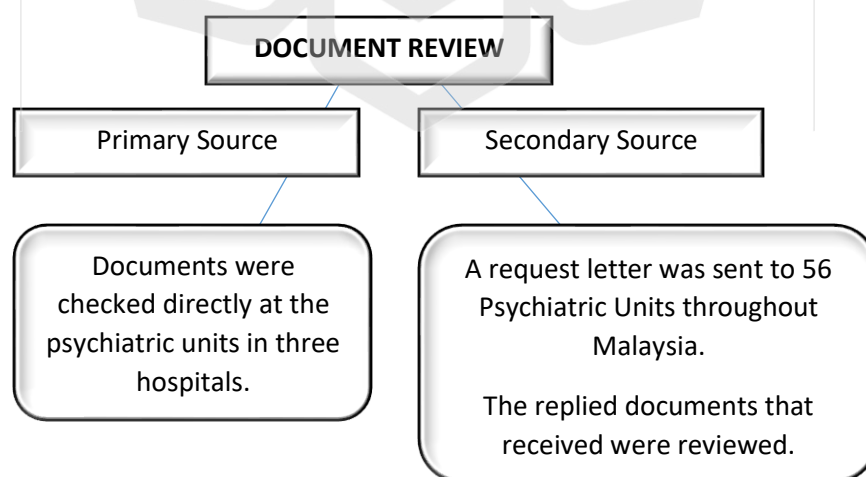 DOCUMENT REVIEW
Primary Source
Secondary Source
Documents were
checked directly at the
psychiatric units in three
hospitals.
A request letter was sent to 56
Psychiatric Units throughout
Malaysia.
The replied documents that
received were reviewed.